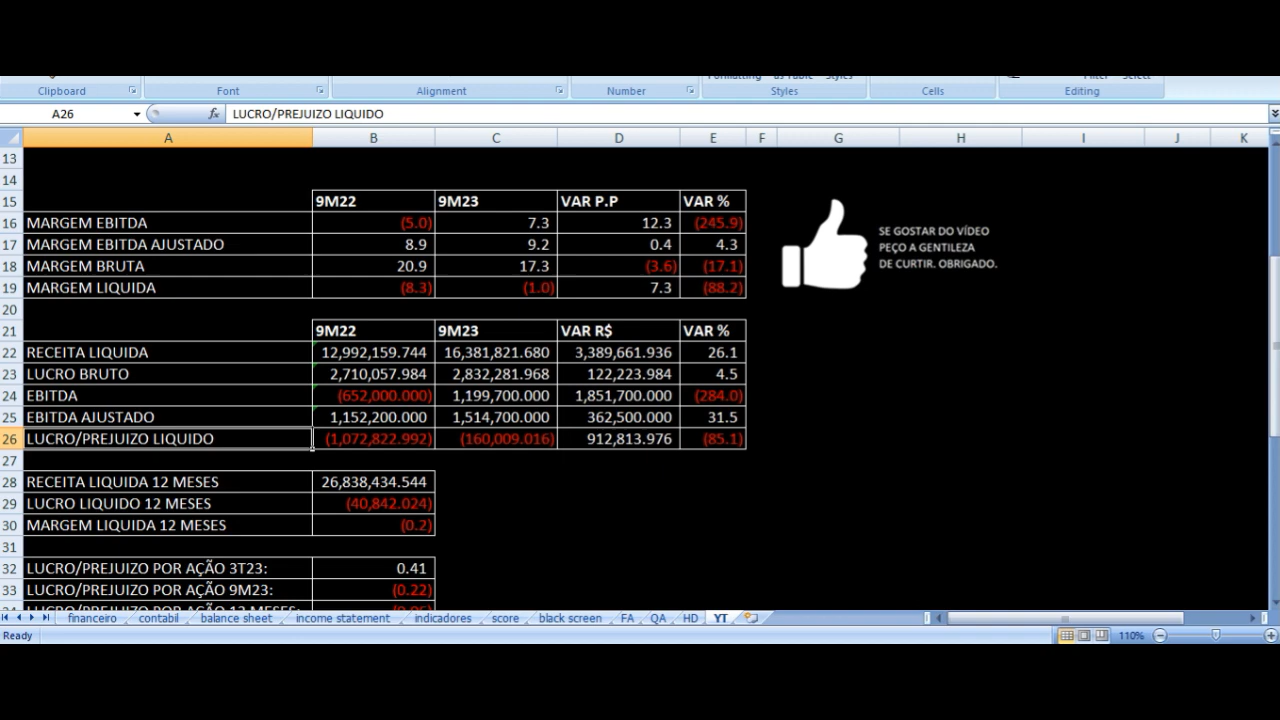 Clipboard Font Alignment Number Styles Cells Editing
A26 fx LUCRO/PREJUIZO LIQUIDO
A B C D E F G H I J K
13
14
15 9M22 9M23 VAR P.P VAR %
16 MARGEM EBITDA (5.0) 7.3 12.3 (245.9)
17 MARGEM EBITDA AJUSTADO 8.9 9.2 0.4 4.3
18 MARGEM BRUTA 20.9 17.3 (3.6) (17.1)
19 MARGEM LIQUIDA (8.3) (1.0) 7.3 (88.2)
SE GOSTAR DO VÍDEO
PEÇO A GENTILEZA
DE CURTIR. OBRIGADO.
20
21 9M22 9M23 VAR R$ VAR %
22 RECEITA LIQUIDA 12,992,159.744 16,381,821.680 3,389,661.936 26.1
23 LUCRO BRUTO 2,710,057.984 2,832,281.968 122,223.984 4.5
24 EBITDA (652,000.000) 1,199,700.000 1,851,700.000 (284.0)
25 EBITDA AJUSTADO 1,152,200.000 1,514,700.000 362,500.000 31.5
26 LUCRO/PREJUIZO LIQUIDO (1,072,822.992) (160,009.016) 912,813.976 (85.1)
27
28 RECEITA LIQUIDA 12 MESES 26,838,434.544
29 LUCRO LIQUIDO 12 MESES (40,842.024)
30 MARGEM LIQUIDA 12 MESES (0.2)
31
32 LUCRO/PREJUIZO POR AÇÃO 3T23: 0.41
33 LUCRO/PREJUIZO POR AÇÃO 9M23: (0.22)
financeiro contabil balance sheet income statement indicadores score black screen FA QA HD YT
Ready 110%